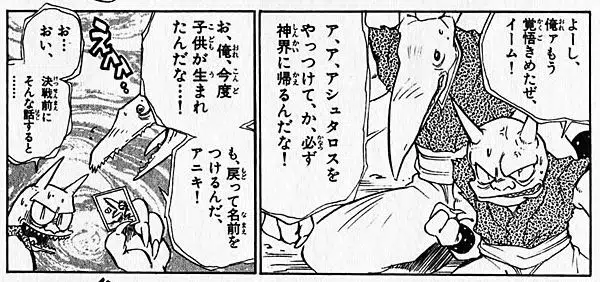 よーし、
俺ァもう
覚悟きめたぜ、
イーム!
ア、ア、アシュタロスを
やっつけて、か、必ず
神界に帰るんだな!
お、俺、今度
子供が生まれ
たんだな…!
も、戻って名前を
つけるんだ、
アニキ!
お…
おい、
決戦前に
そんな話すると
………